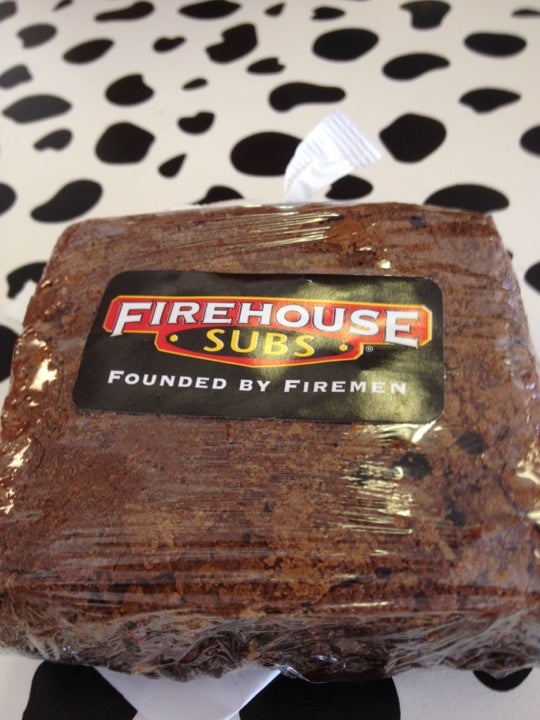 FIREHOUSE
• SUBS • ®
FOUNDED BY FIREMEN